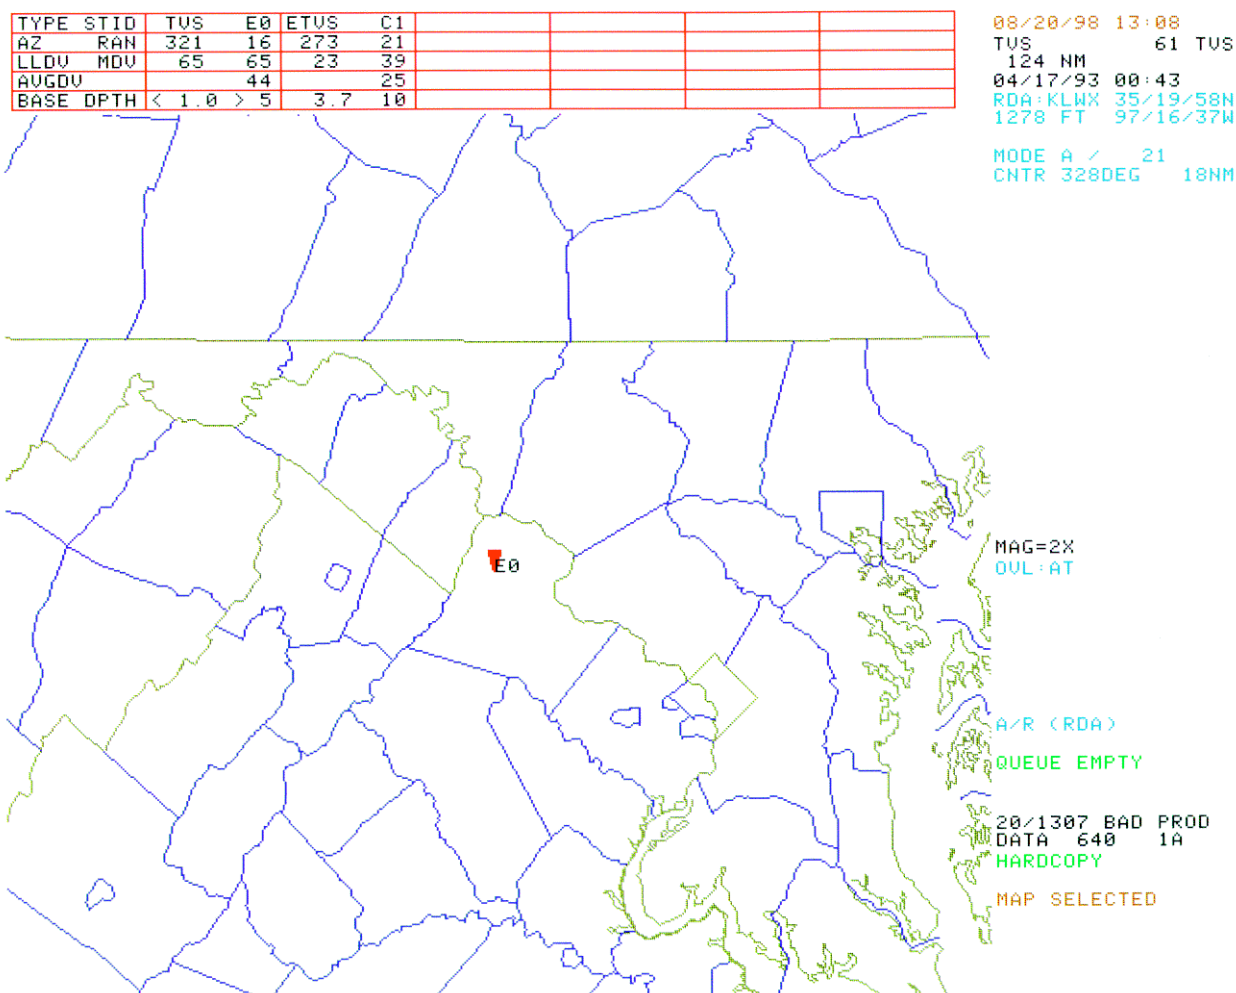 TYPE STID TVS E0 ETVS C1
AZ RAN 321 16 273 21
LLDV MDV 65 65 23 39
AVGDV 44 25
BASE DPTH < 1.0 > 5 3.7 10
08/20/98 13:08
TVS 61 TVS
124 NM
04/17/93 00:43
RDA:KLWX 35/19/58N
1278 FT 97/16/37W
MODE A / 21
CNTR 328DEG 18NM
E0
MAG=2X
OVL:AT
A/R (RDA)
QUEUE EMPTY
20/1307 BAD PROD
DATA 640 1A
HARDCOPY
MAP SELECTED